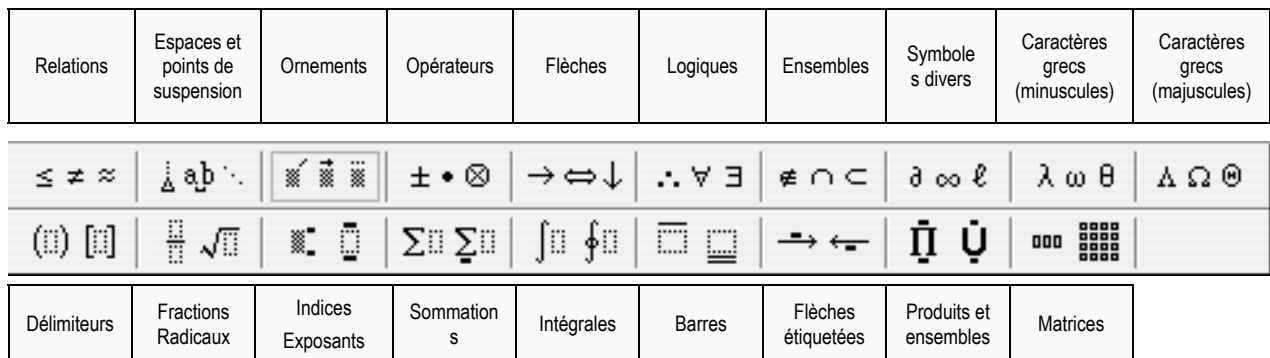 Relations
Espaces et
points de
suspension
Ornements
Opérateurs
Flèches
Logiques
Ensembles
Symbole
s divers
Caractères
grecs
(minuscules)
Caractères
grecs
(majuscules)
≤ ≠ ≈ ab ⋱ ± • ⊗ → ⇔ ↓ ∴ ∀ ∃ ∉ ∩ ⊂ ∂ ∞ ℓ λ ω θ Λ Ω Θ
(▯) [▯] √▯ Σ▯ Σ▯ ∫▯ ∮▯ → ← Π U
Délimiteurs
Fractions
Radicaux
Indices
Exposants
Sommation
s
Intégrales
Barres
Flèches
étiquetées
Produits et
ensembles
Matrices